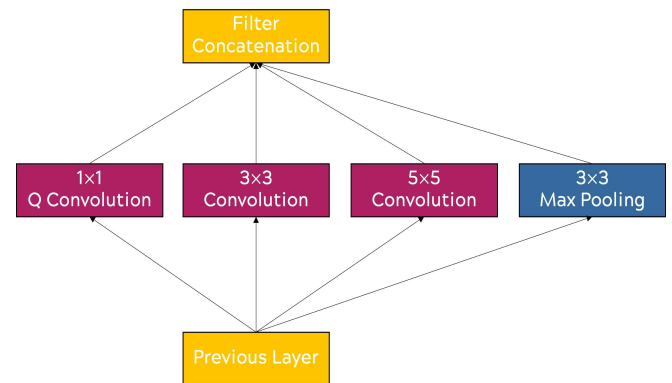 Filter
Concatenation
1×1
Q Convolution
3×3
Convolution
5×5
Convolution
3×3
Max Pooling
Previous Layer